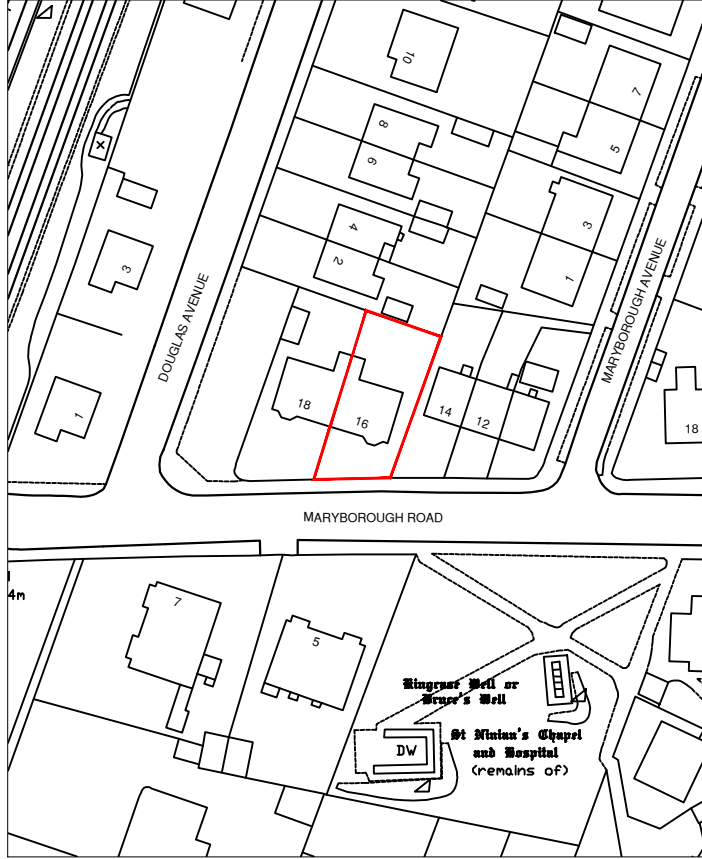 10
7
8
5
6
3
4
2
3
1
DOUGLAS AVENUE
MARYBOROUGH AVENUE
1
18
16
14
12
18
MARYBOROUGH ROAD
4m
7
5
Kingcase Well or
Bruce's Well
St Ninian's Chapel
and Hospital
(remains of)
DW